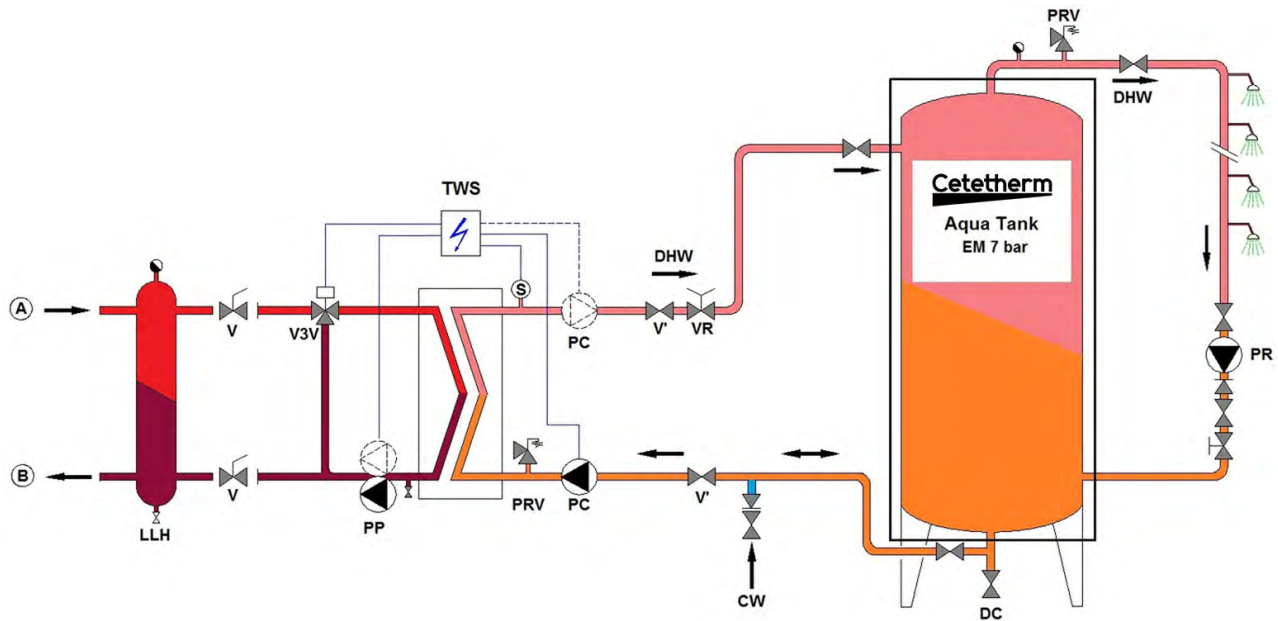 PRV
DHW
Cetetherm
Aqua Tank
EM 7 bar
TWS
DHW
S
A
V
V3V
PC
V'
VR
PR
B
V
PP
PRV
PC
V'
LLH
CW
DC